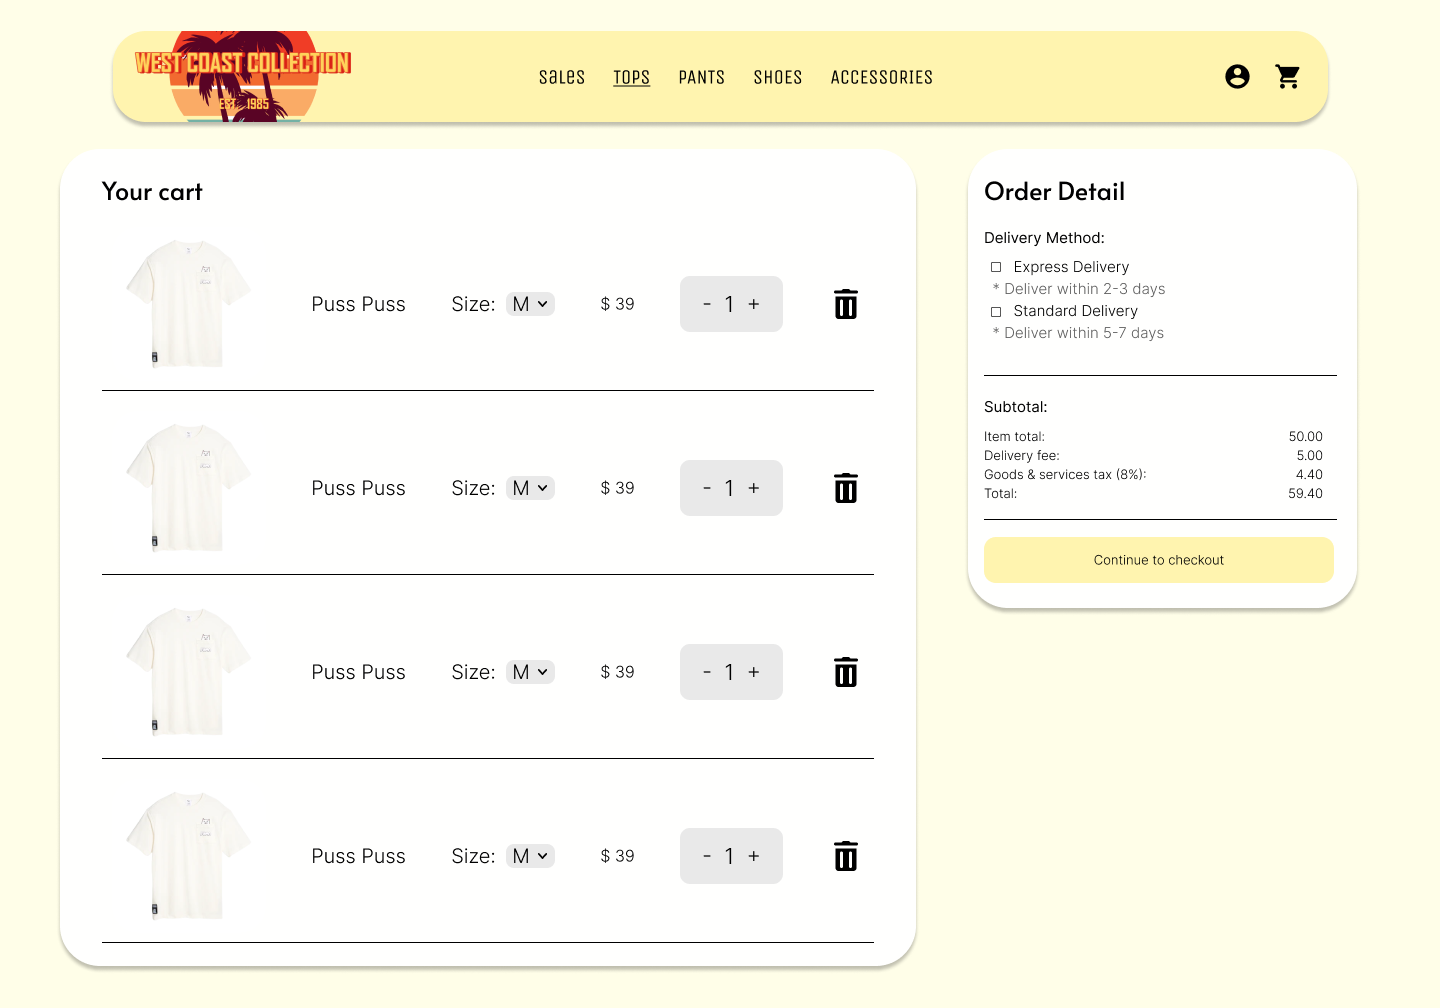 WEST COAST COLLECTION
EST. 1985
SaLeS TOPS PANTS SHOES ACCESSORIES
Your cart
Puss Puss Size: M $ 39 - 1 +
Puss Puss Size: M $ 39 - 1 +
Puss Puss Size: M $ 39 - 1 +
Puss Puss Size: M $ 39 - 1 +
Order Detail
Delivery Method:
Express Delivery
* Deliver within 2-3 days
Standard Delivery
* Deliver within 5-7 days
Subtotal:
Item total: 50.00
Delivery fee: 5.00
Goods & services tax (8%): 4.40
Total: 59.40
Continue to checkout